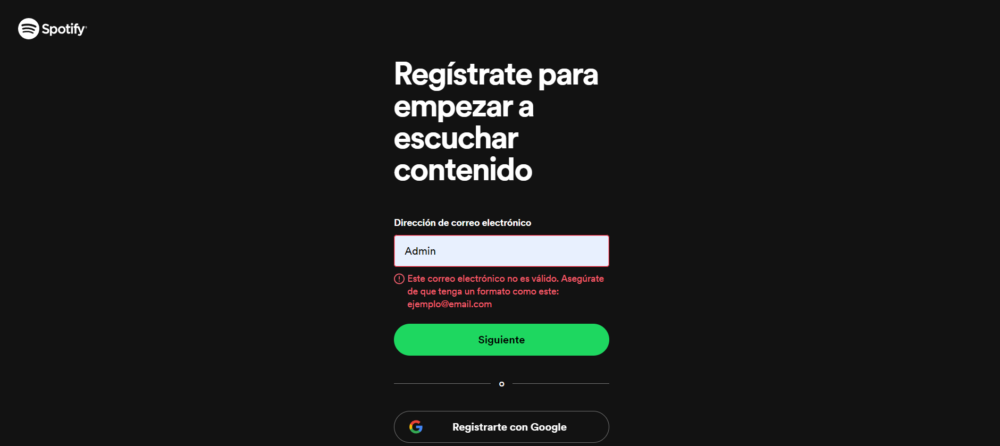 Spotify
Regístrate para
empezar a
escuchar
contenido
Dirección de correo electrónico
Admin
Este correo electrónico no es válido. Asegúrate
de que tenga un formato como este:
ejemplo@email.com
Siguiente
o
Registrarte con Google